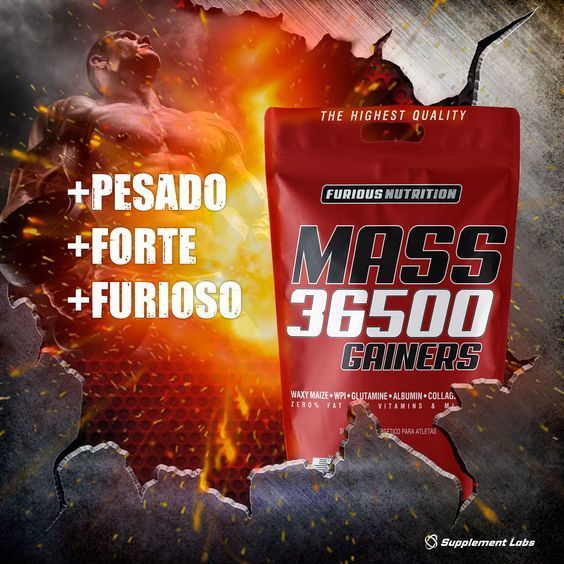 THE HIGHEST QUALITY
FURIOUS NUTRITION
+PESADO
+FORTE
+FURIOSO
MASS
36500
GAINERS
WAXY MAIZE • WPI • GLUTAMINE • ALBUMIN •
ZERO% FAT VITAMINS &
PARA ATLETAS
Supplement Labs